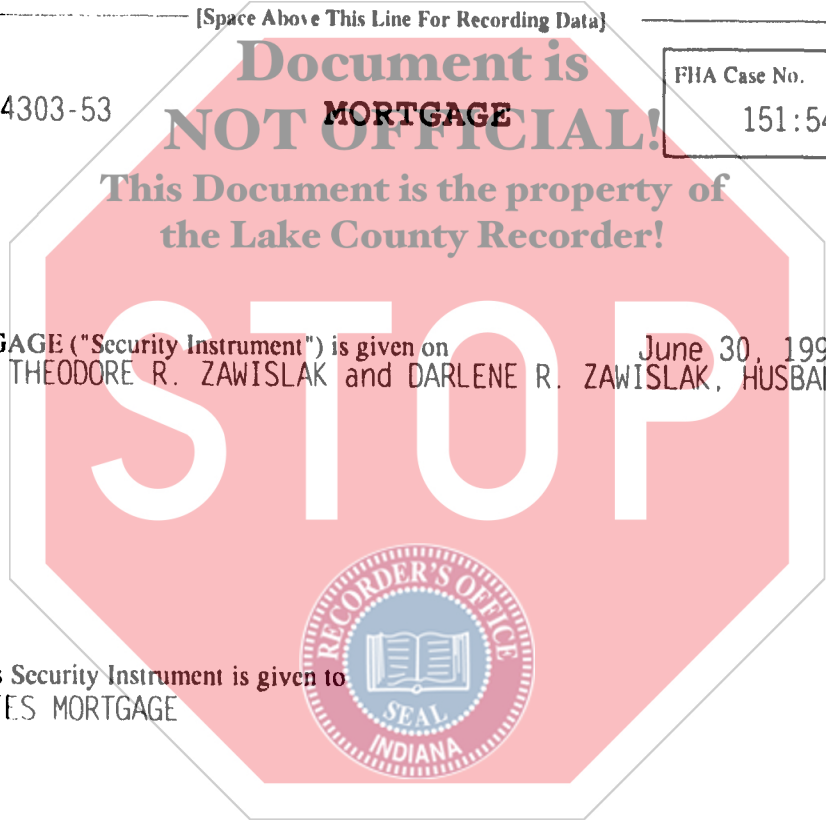 [Space Above This Line For Recording Data]
Document is
FHA Case No.
4303-53
MORTGAGE
151:54
NOT OFFICIAL!
This Document is the property of
the Lake County Recorder!
STOP
GAGE ("Security Instrument") is given on June 30, 199
THEODORE R. ZAWISLAK and DARLENE R. ZAWISLAK, HUSBA
RECORDER'S OFFICE
SEAL
INDIANA
s Security Instrument is given to
ES MORTGAGE